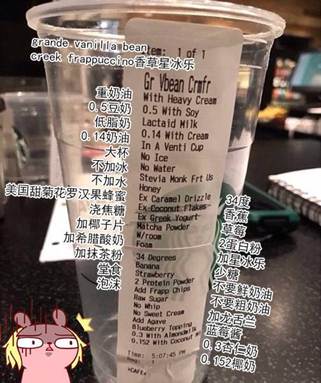 Item: 1 of 1
grande vanilla bean
creek frappuccino香草星冰乐
Gr Vbean Crmfr
With Heavy Cream
0.5 With Soy
Lactaid Milk
0.14 With Cream
In A Venti Cup
No Ice
No Water
Stevia Monk Frt Us
Honey
Ex Caramel Drizzle
Ex Coconut Flakes
Ex Greek Yogurt
Matcha Powder
W/room
Foam
34 Degrees
Banana
Strawberry
2 Protein Powder
Add Frapp Chips
Raw Sugar
No Whip
No Sweet Cream
Add Agave
Blueberry Topping
0.3 With Almond
0.152 With Coconut
Time: 5:07:45 PM
>CAFE<
重奶油
0.5豆奶
低脂奶
0.14奶油
大杯
不加冰
不加水
美国甜菊花罗汉果蜂蜜
浇焦糖
加椰子片
加希腊酸奶
加抹茶粉
堂食
泡沫
34度
香蕉
草莓
2蛋白粉
加星冰乐
少糖
不要鲜奶油
不要甜奶油
加龙舌兰
蓝莓酱
0.3杏仁奶
0.152椰奶